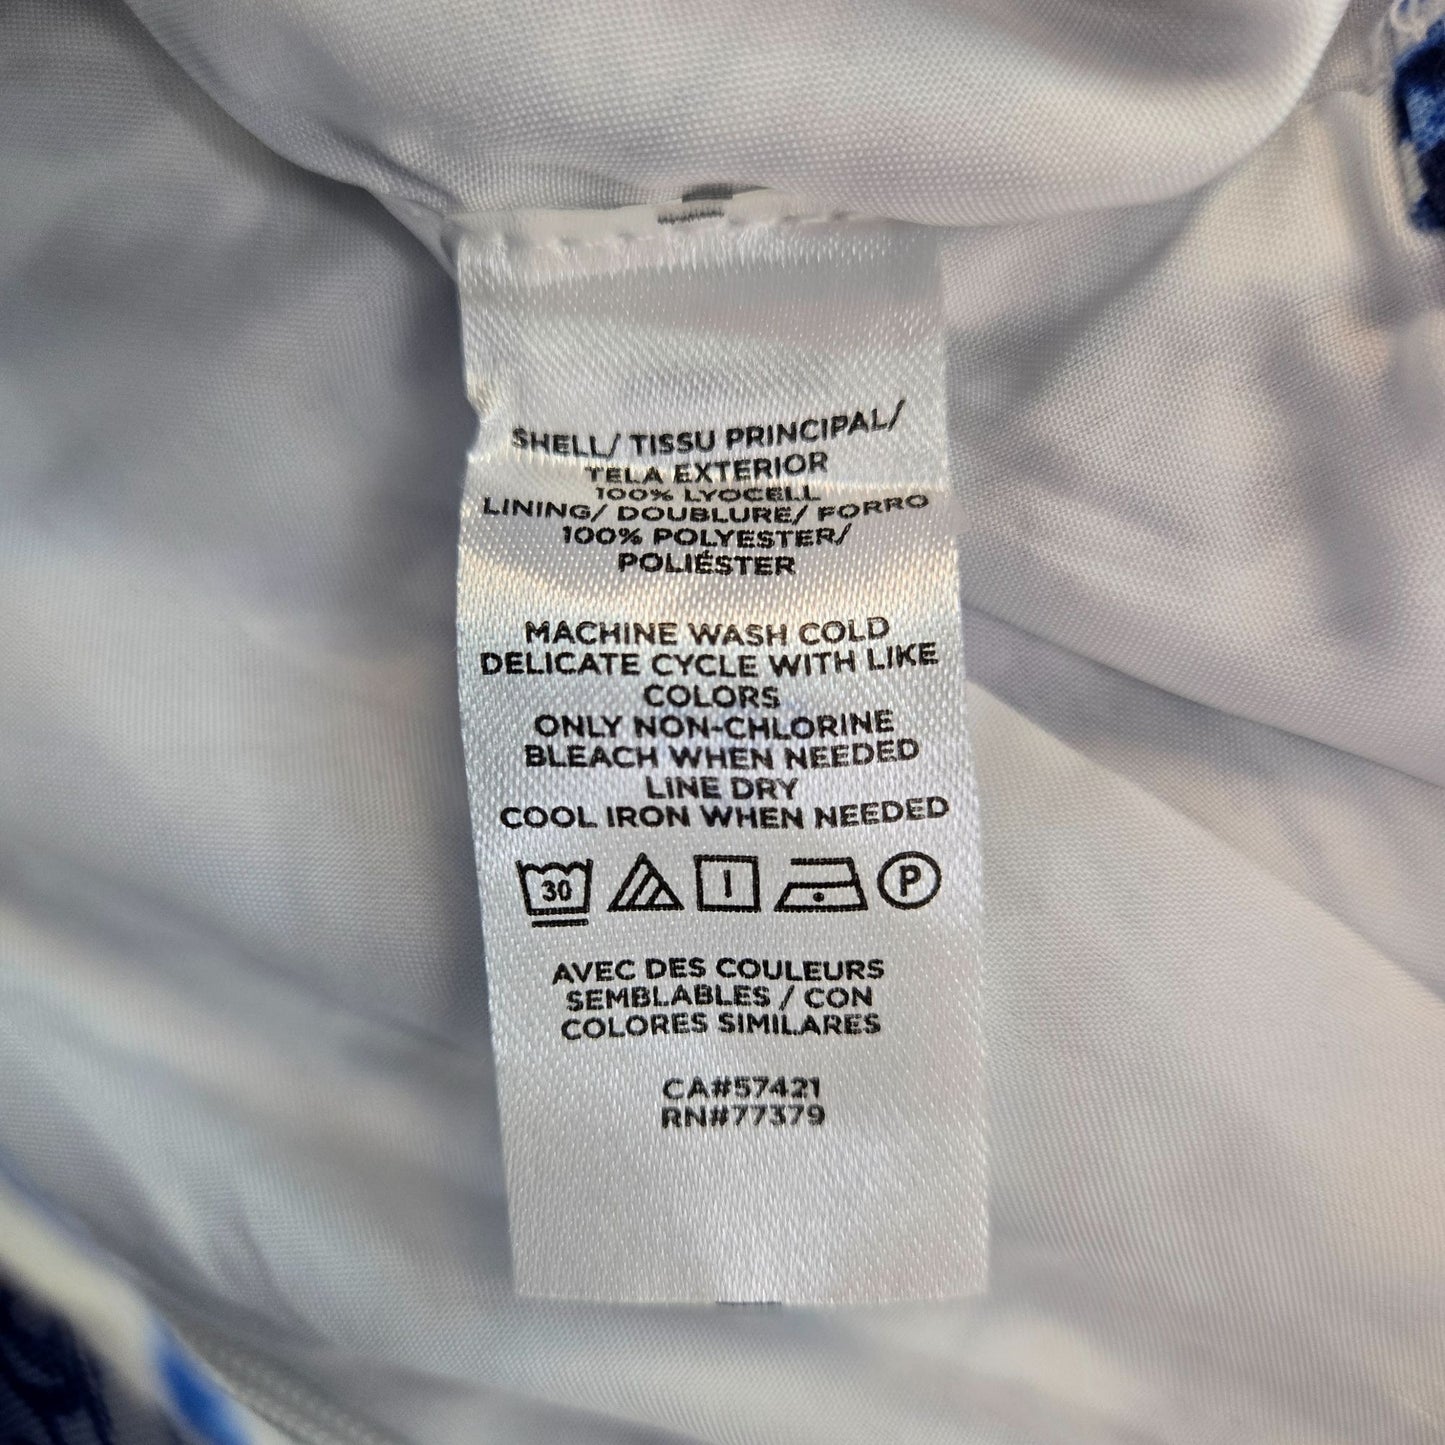 SHELL/ TISSU PRINCIPAL/
TELA EXTERIOR
100% LYOCELL
LINING/ DOUBLURE/ FORRO
100% POLYESTER/
POLIÉSTER
MACHINE WASH COLD
DELICATE CYCLE WITH LIKE
COLORS
ONLY NON-CHLORINE
BLEACH WHEN NEEDED
LINE DRY
COOL IRON WHEN NEEDED
30 P
AVEC DES COULEURS
SEMBLABLES / CON
COLORES SIMILARES
CA#57421
RN#77379